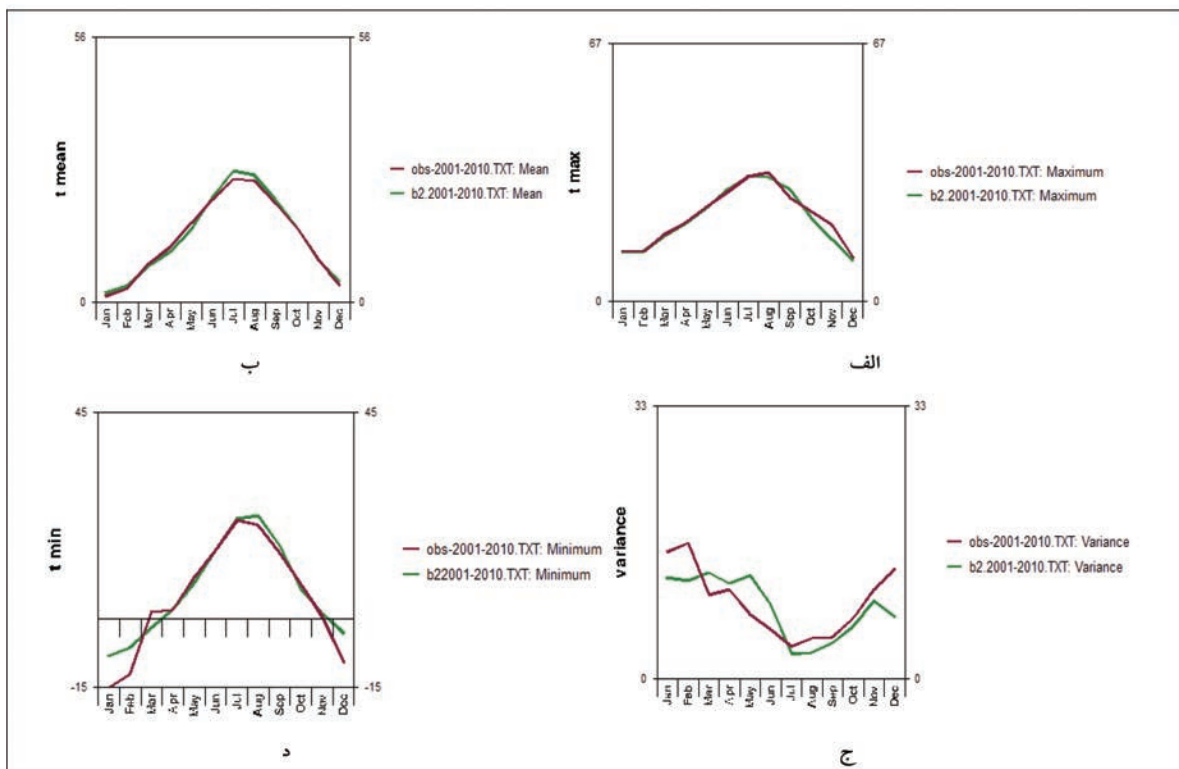 56
56
t mean
obs-2001-2010.TXT: Mean
b2.2001-2010.TXT: Mean
0
0
Jan Feb Mar Apr May Jun Jul Aug Sep Oct Nov Dec
ب
67
67
t max
obs-2001-2010.TXT: Maximum
b2.2001-2010.TXT: Maximum
0
0
Jan Feb Mar Apr May Jun Jul Aug Sep Oct Nov Dec
الف
45
45
t min
obs-2001-2010.TXT: Minimum
b22001-2010.TXT: Minimum
-15
-15
Jan Feb Mar Apr May Jun Jul Aug Sep Oct Nov Dec
د
33
33
variance
obs-2001-2010.TXT: Variance
b2.2001-2010.TXT: Variance
0
0
Jan Feb Mar Apr May Jun Jul Aug Sep Oct Nov Dec
ج